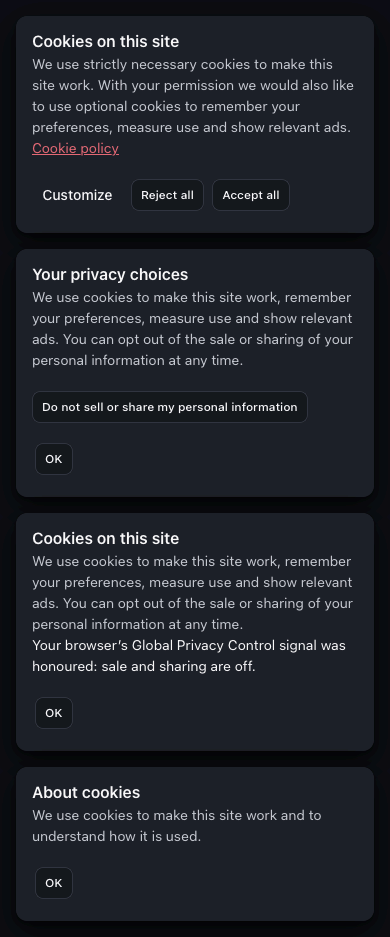 Cookies on this site
We use strictly necessary cookies to make this
site work. With your permission we would also like
to use optional cookies to remember your
preferences, measure use and show relevant ads.
Cookie policy
Customize Reject all Accept all
Your privacy choices
We use cookies to make this site work, remember
your preferences, measure use and show relevant
ads. You can opt out of the sale or sharing of your
personal information at any time.
Do not sell or share my personal information
OK
Cookies on this site
We use cookies to make this site work, remember
your preferences, measure use and show relevant
ads. You can opt out of the sale or sharing of your
personal information at any time.
Your browser’s Global Privacy Control signal was
honoured: sale and sharing are off.
OK
About cookies
We use cookies to make this site work and to
understand how it is used.
OK